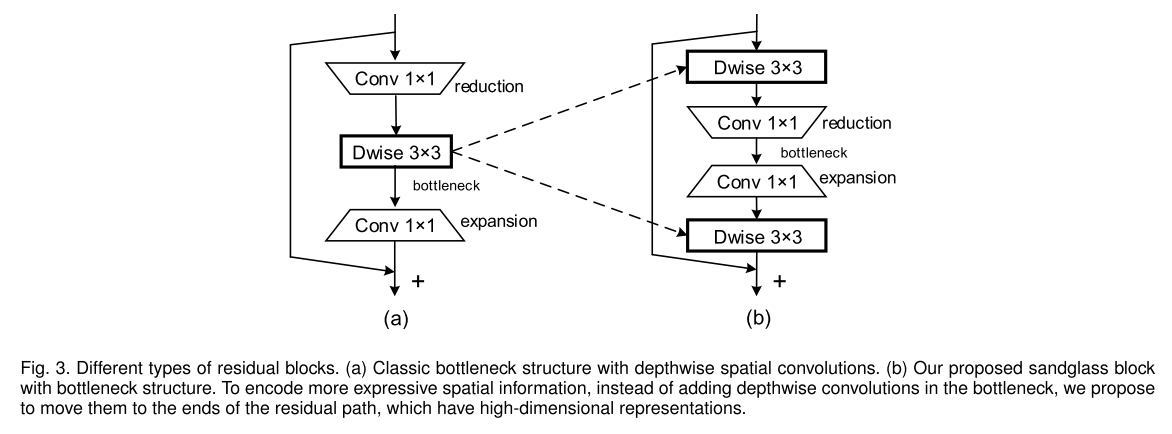 Conv 1×1
reduction
Dwise 3×3
bottleneck
Conv 1×1
expansion
+
(a)
Dwise 3×3
Conv 1×1
reduction
bottleneck
Conv 1×1
expansion
Dwise 3×3
+
(b)
Fig. 3. Different types of residual blocks. (a) Classic bottleneck structure with depthwise spatial convolutions. (b) Our proposed sandglass block
with bottleneck structure. To encode more expressive spatial information, instead of adding depthwise convolutions in the bottleneck, we propose
to move them to the ends of the residual path, which have high-dimensional representations.